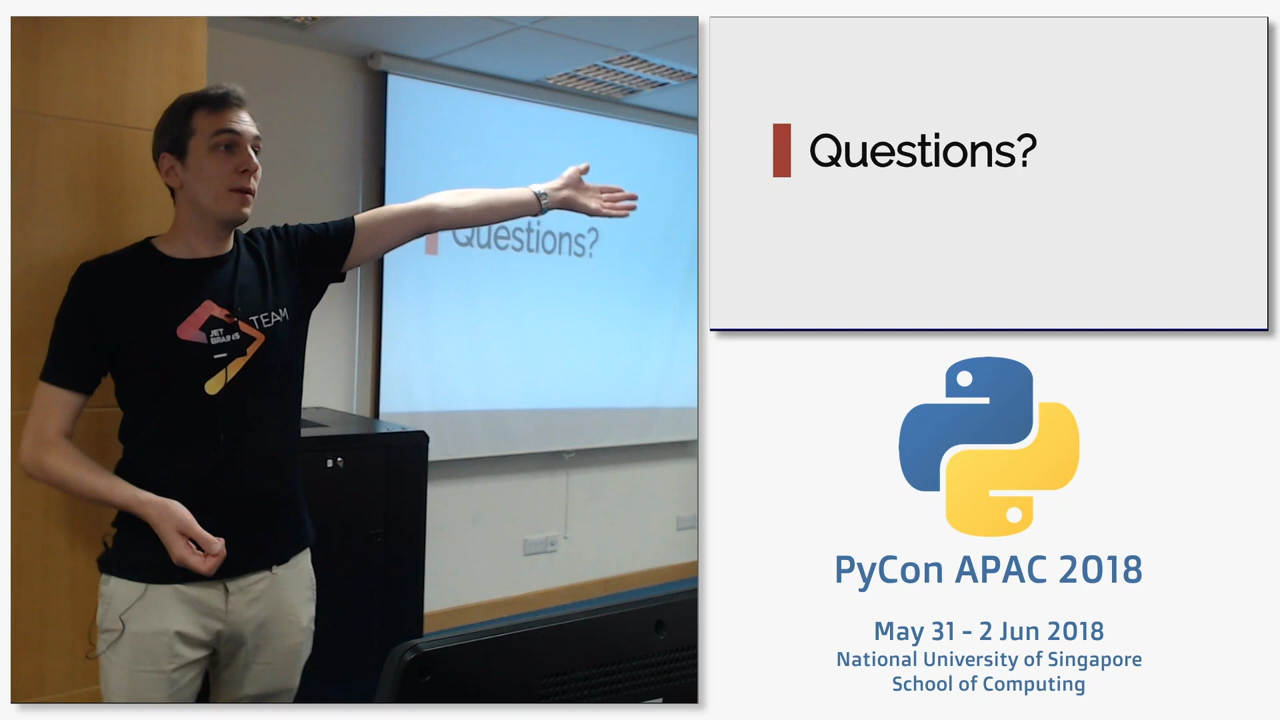 Questions?
JET
BRAINS
TEAM
Questions?
PyCon APAC 2018
May 31 - 2 Jun 2018
National University of Singapore
School of Computing